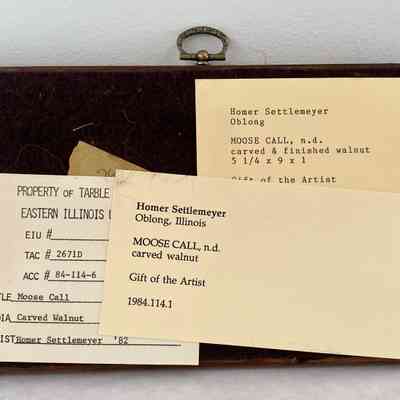 Homer Settlemeyer
Oblong
MOOSE CALL, n.d.
carved & finished walnut
5 1/4 x 9 x 1
Gift of the Artist
PROPERTY OF TARBLE
EASTERN ILLINOIS
EIU #
TAC # 2671D
ACC # 84-114-6
Moose Call
Carved Walnut
Homer Settlemeyer '82
Homer Settlemeyer
Oblong, Illinois
MOOSE CALL, n.d.
carved walnut
Gift of the Artist
1984.114.1